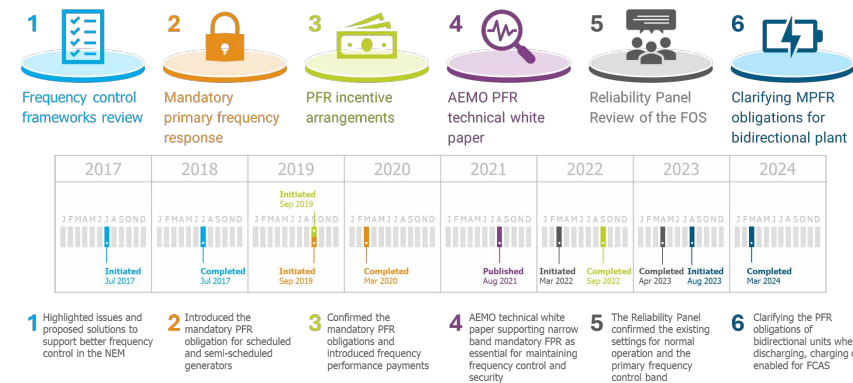 1
2
3
4
5
6
Frequency control
frameworks review
Mandatory
primary frequency
response
PFR incentive
arrangements
AEMO PFR
technical white
paper
Reliability Panel
Review of the FOS
Clarifying MPFR
obligations for
bidirectional plant
2017 2018 2019 2020 2021 2022 2023 2024
Initiated
Sep 2019
J F M A M J J A S O N D J F M A M J J A S O N D J F M A M J J A S O N D J F M A M J J A S O N D J F M A M J J A S O N D J F M A M J J A S O N D J F M A M J J A S O N D J F M A M J J A S O N D
Initiated
Jul 2017
Completed
Jul 2017
Initiated
Sep 2019
Completed
Mar 2020
Published
Aug 2021
Initiated
Mar 2022
Completed
Sep 2022
Completed
Apr 2023
Initiated
Aug 2023
Completed
Mar 2024
1 Highlighted issues and
proposed solutions to
support better frequency
control in the NEM
2 Introduced the
mandatory PFR
obligation for scheduled
and semi-scheduled
generators
3 Confirmed the
mandatory PFR
obligations and
introduced frequency
performance payments
4 AEMO technical white
paper supporting narrow
band mandatory FPR as
essential for maintaining
frequency control and
security
5 The Reliability Panel
confirmed the existing
settings for normal
operation and the
primary frequency
control band
6 Clarifying the PFR
obligations of
bidirectional units whe
discharging, charging o
enabled for FCAS